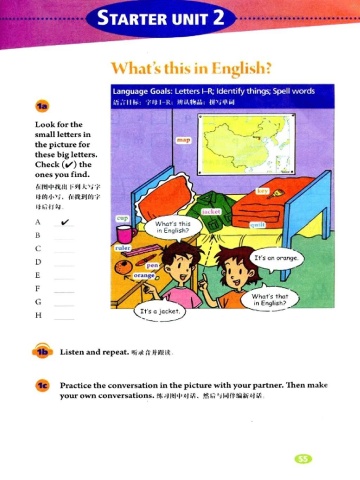 STARTER UNIT 2
What's this in English?
Language Goals: Letters I–R; Identify things; Spell words
语言目标：字母 I–R；辨认物品；拼写单词
1a
Look for the
small letters in
the picture for
these big letters.
Check (✓) the
ones you find.
在图中找出下列大写字
母的小写，在找到的字
母后打勾。
A ✓
B
C
D
E
F
G
H
map
key
cup
jacket
quilt
ruler
pen
orange
What's this
in English?
It's an orange.
What's that
in English?
It's a jacket.
1b
Listen and repeat. 听录音并跟读.
1c
Practice the conversation in the picture with your partner. Then make
your own conversations. 练习图中对话，然后与同伴编新对话.
S5